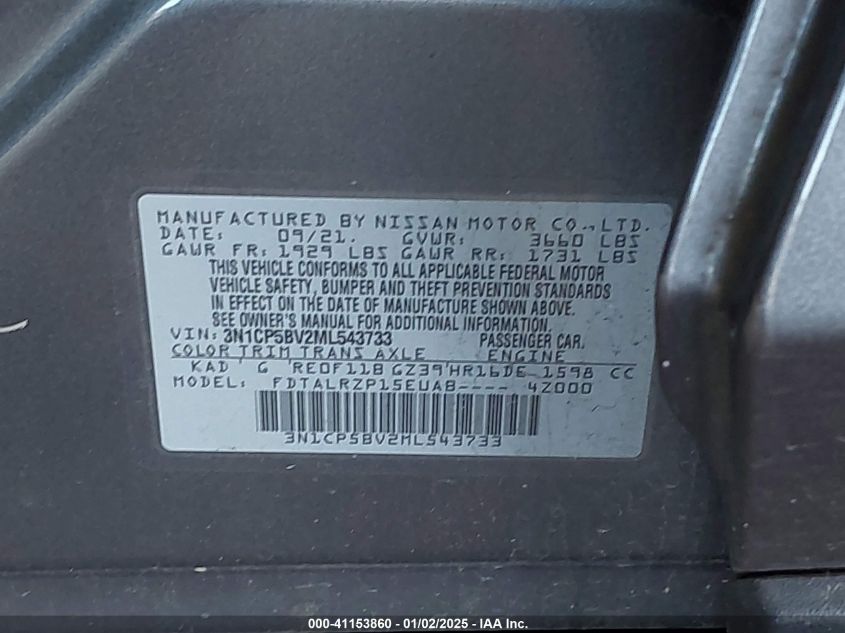 MANUFACTURED BY NISSAN MOTOR CO.,LTD.
DATE: 09/21. GVWR: 3660 LBS
GAWR FR: 1929 LBS GAWR RR: 1731 LBS
THIS VEHICLE CONFORMS TO ALL APPLICABLE FEDERAL MOTOR
VEHICLE SAFETY, BUMPER AND THEFT PREVENTION STANDARDS
IN EFFECT ON THE DATE OF MANUFACTURE SHOWN ABOVE.
SEE OWNER'S MANUAL FOR ADDITIONAL INFORMATION.
VIN: 3N1CP5BV2ML543733 PASSENGER CAR.
COLOR TRIM TRANS AXLE ENGINE
KAD G RE0F11B GZ39 HR16DE 1598 CC
MODEL: FDTALRZP15EUAB---- 4Z000
3N1CP5BV2ML543733
000-41153860 - 01/02/2025 - IAA Inc.